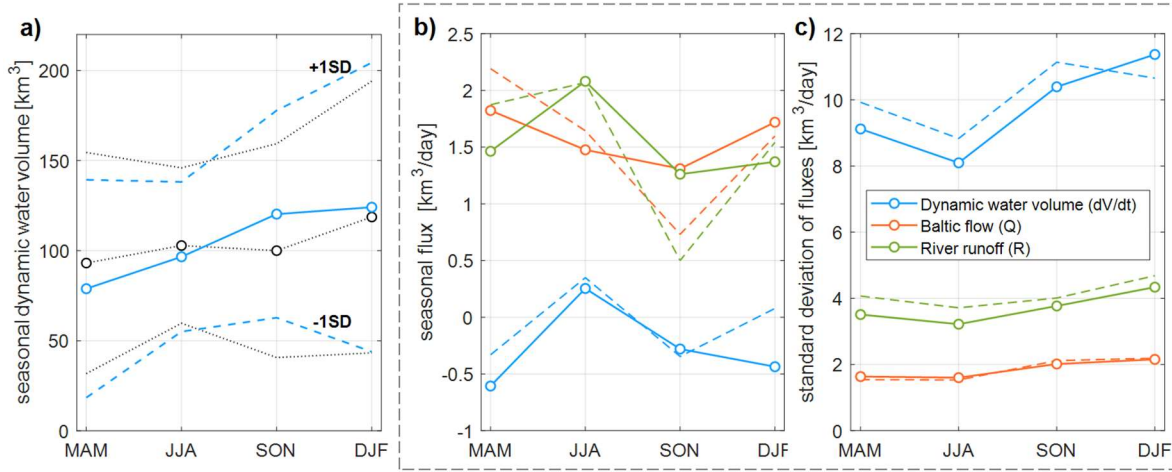 a)
seasonal dynamic water volume [km³]
200
150
100
50
0
+1SD
-1SD
MAM JJA SON DJF
b)
seasonal flux [km³/day]
2.5
2
1.5
1
0.5
0
-0.5
-1
MAM JJA SON DJF
c)
standard deviation of fluxes [km³/day]
12
10
8
6
4
2
0
Dynamic water volume (dV/dt)
Baltic flow (Q)
River runoff (R)
MAM JJA SON DJF